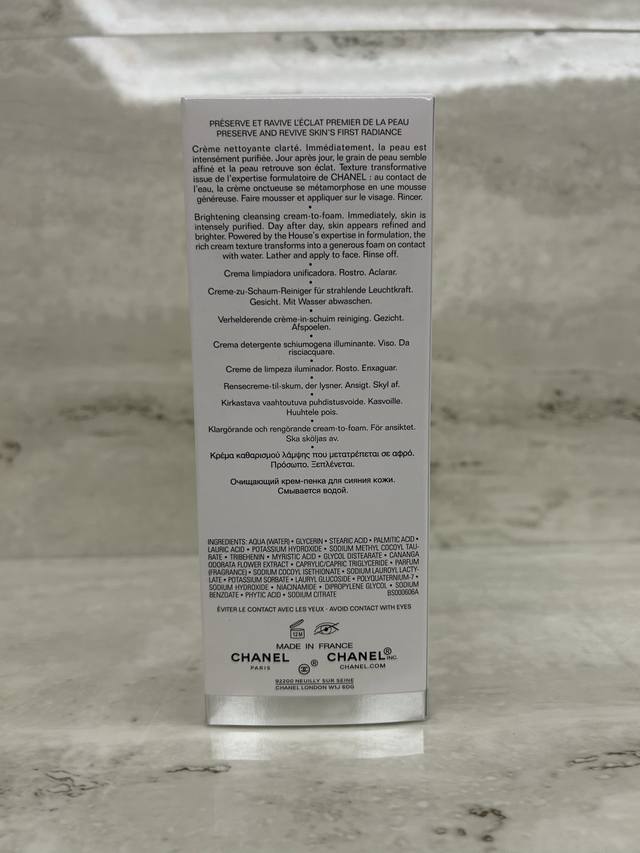 PRÉSERVE ET RAVIVE L'ÉCLAT PREMIER DE LA PEAU
PRESERVE AND REVIVE SKIN'S FIRST RADIANCE
Crème nettoyante clarté. Immédiatement, la peau est
intensément purifiée. Jour après jour, le grain de peau semble
affiné et la peau retrouve son éclat. Texture transformative
issue de l'expertise formulatoire de CHANEL : au contact de
l'eau, la crème onctueuse se métamorphose en une mousse
généreuse. Faire mousser et appliquer sur le visage. Rincer.
•
Brightening cleansing cream-to-foam. Immediately, skin is
intensely purified. Day after day, skin appears refined and
brighter. Powered by the House's expertise in formulation, the
rich cream texture transforms into a generous foam on contact
with water. Lather and apply to face. Rinse off.
•
Crema limpiadora unificadora. Rostro. Aclarar.
•
Creme-zu-Schaum-Reiniger für strahlende Leuchtkraft.
Gesicht. Mit Wasser abwaschen.
•
Verhelderende crème-in-schuim reiniging. Gezicht.
Afspoelen.
•
Crema detergente schiumogena illuminante. Viso. Da
risciacquare.
•
Creme de limpeza iluminador. Rosto. Enxaguar.
•
Rensecreme-til-skum, der lysner. Ansigt. Skyl af.
•
Kirkastava vaahtoutuva puhdistusvoide. Kasvoille.
Huuhtele pois.
•
Klargörande och rengörande cream-to-foam. För ansiktet.
Ska sköljas av.
•
Κρέμα καθαρισμού λάμψης που μετατρέπεται σε αφρό.
Πρόσωπο. Ξεπλένεται.
•
Очищающий крем-пенка для сияния кожи.
Смывается водой.
INGREDIENTS: AQUA (WATER) • GLYCERIN • STEARIC ACID • PALMITIC ACID •
LAURIC ACID • POTASSIUM HYDROXIDE • SODIUM METHYL COCOYL TAU-
RATE • TRIBEHENIN • MYRISTIC ACID • GLYCOL DISTEARATE • CANANGA
ODORATA FLOWER EXTRACT • CAPRYLIC/CAPRIC TRIGLYCERIDE • PARFUM
(FRAGRANCE) • SODIUM COCOYL ISETHIONATE • SODIUM LAUROYL LACTY-
LATE • POTASSIUM SORBATE • LAURYL GLUCOSIDE • POLYQUATERNIUM-7 •
SODIUM HYDROXIDE • NIACINAMIDE • DIPROPYLENE GLYCOL • SODIUM
BENZOATE • PHYTIC ACID • SODIUM CITRATE BS000606A
ÉVITER LE CONTACT AVEC LES YEUX - AVOID CONTACT WITH EYES
12 M
MADE IN FRANCE
CHANEL CHANEL® INC.
PARIS ® CHANEL.COM
92200 NEUILLY SUR SEINE
CHANEL LONDON W1J 6DG